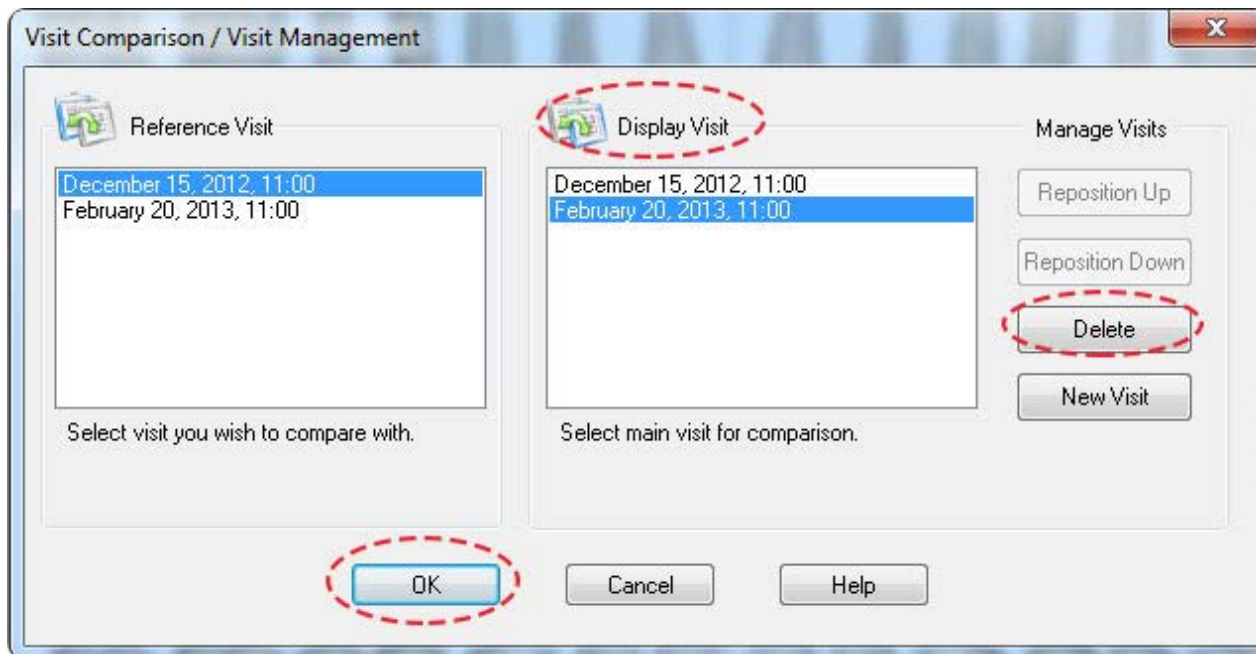 Visit Comparison / Visit Management
Reference Visit
December 15, 2012, 11:00
February 20, 2013, 11:00
Select visit you wish to compare with.
Display Visit
December 15, 2012, 11:00
February 20, 2013, 11:00
Select main visit for comparison.
Manage Visits
Reposition Up
Reposition Down
Delete
New Visit
OK
Cancel
Help